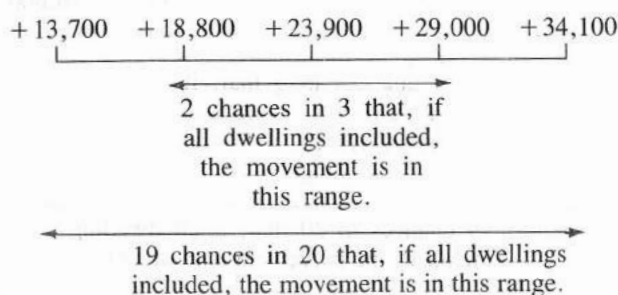 +13,700 +18,800 +23,900 +29,000 +34,100
2 chances in 3 that, if
all dwellings included,
the movement is in
this range.
19 chances in 20 that, if all dwellings
included, the movement is in this range.